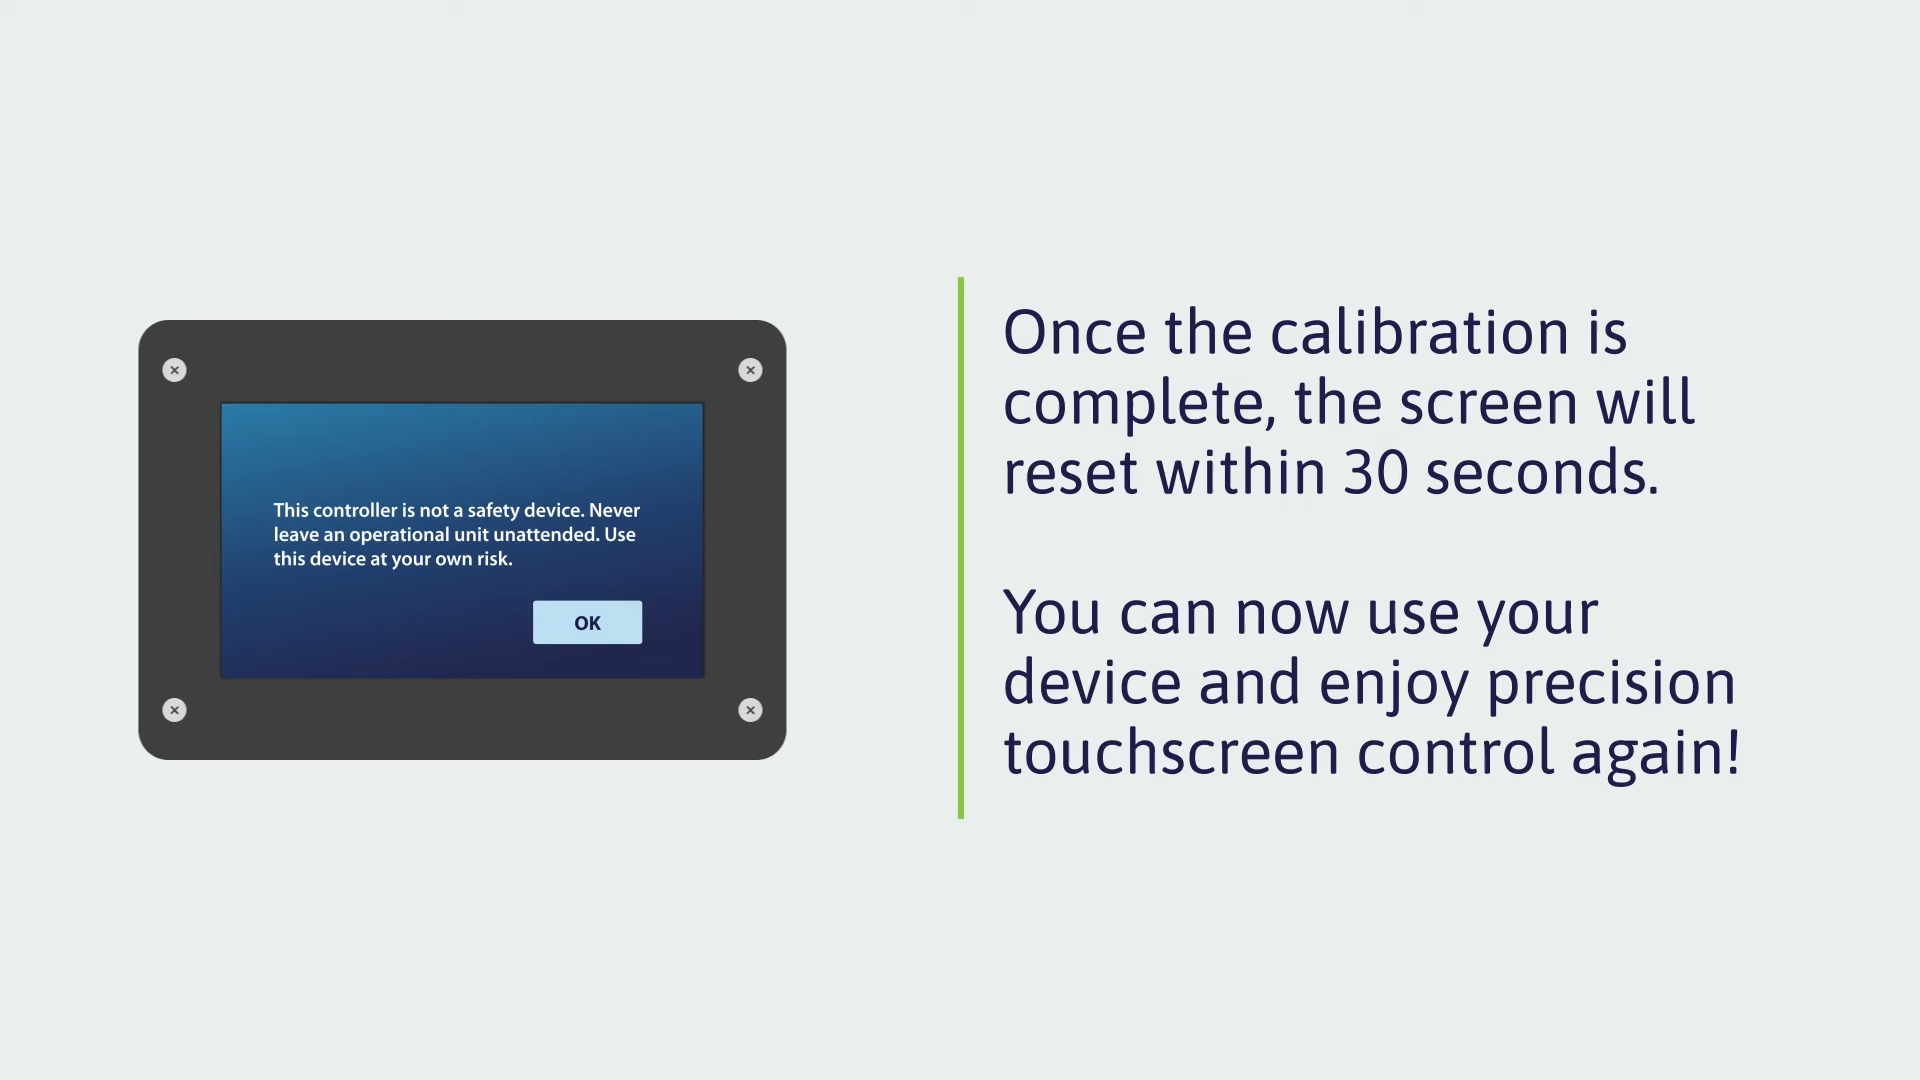 This controller is not a safety device. Never
leave an operational unit unattended. Use
this device at your own risk.
OK
Once the calibration is
complete, the screen will
reset within 30 seconds.
You can now use your
device and enjoy precision
touchscreen control again!